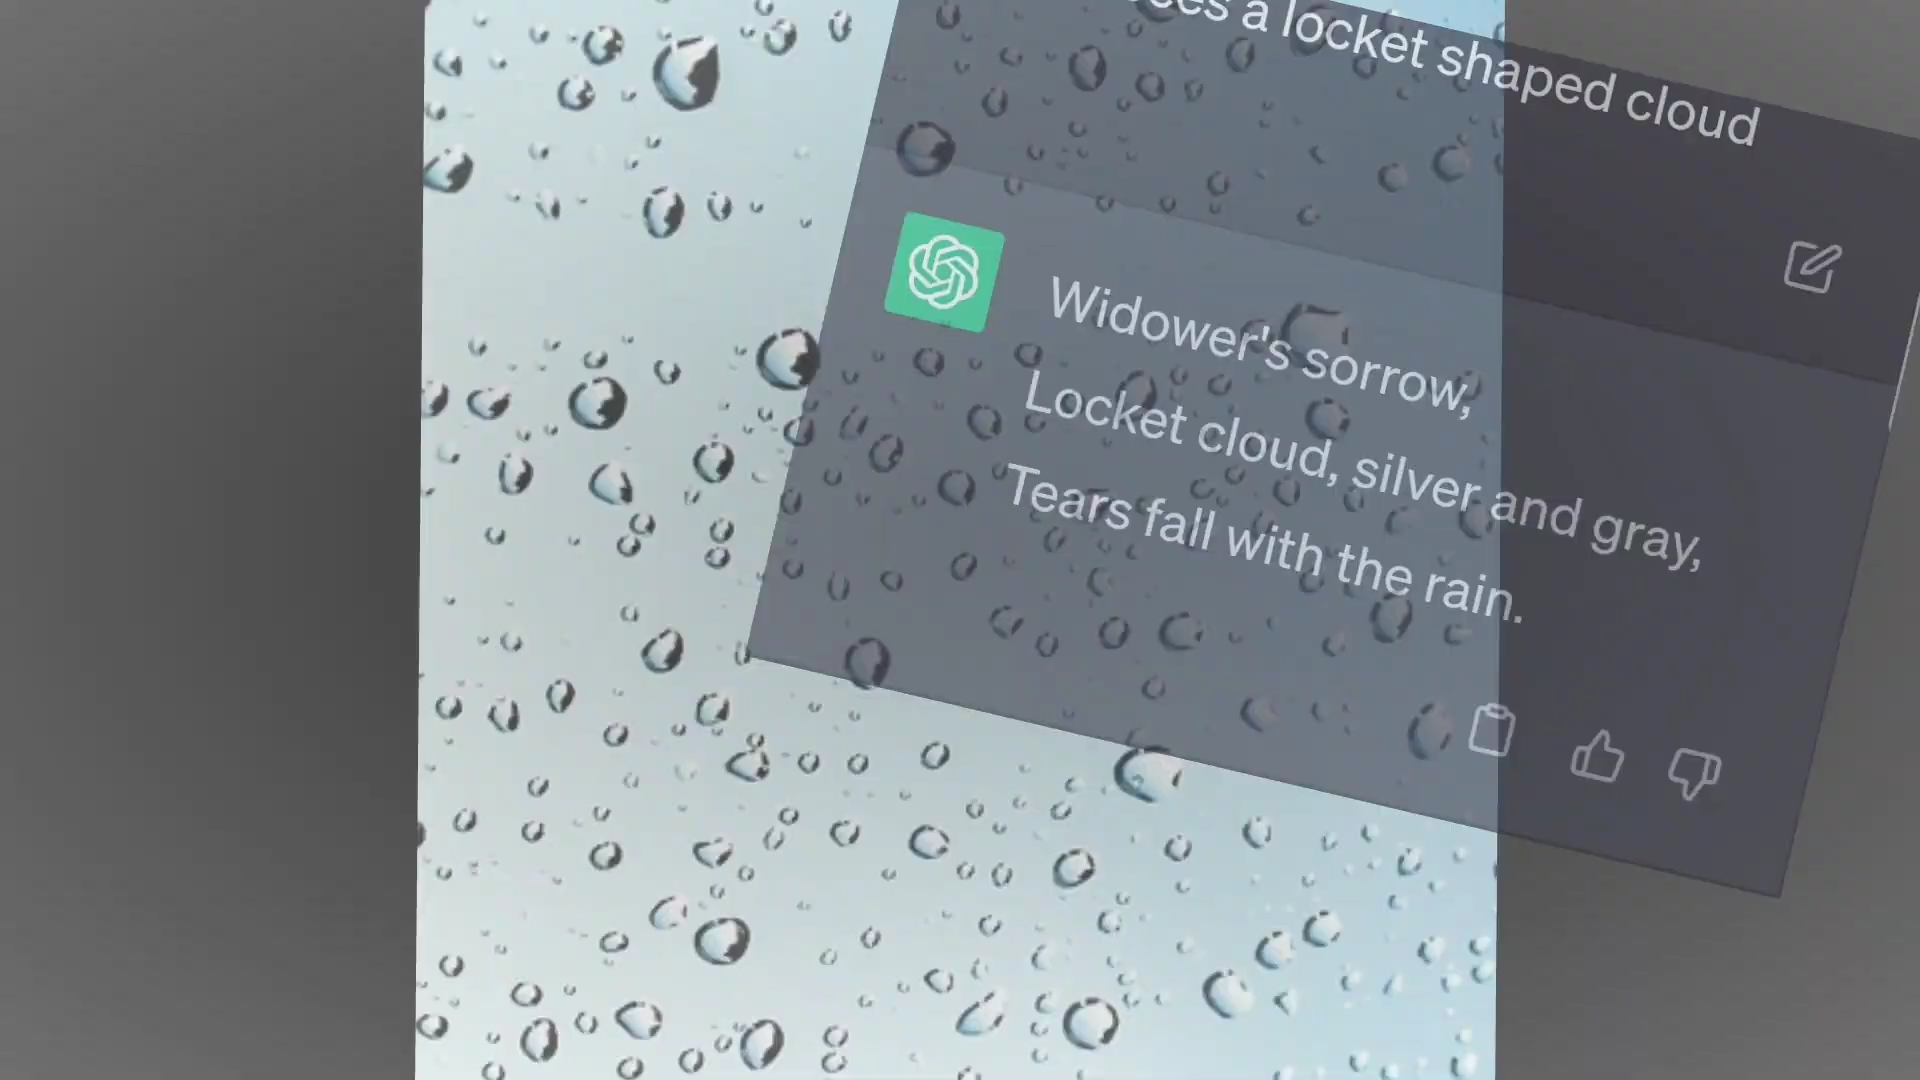 a locket shaped cloud
Widower's sorrow,
Locket cloud, silver and gray,
Tears fall with the rain.